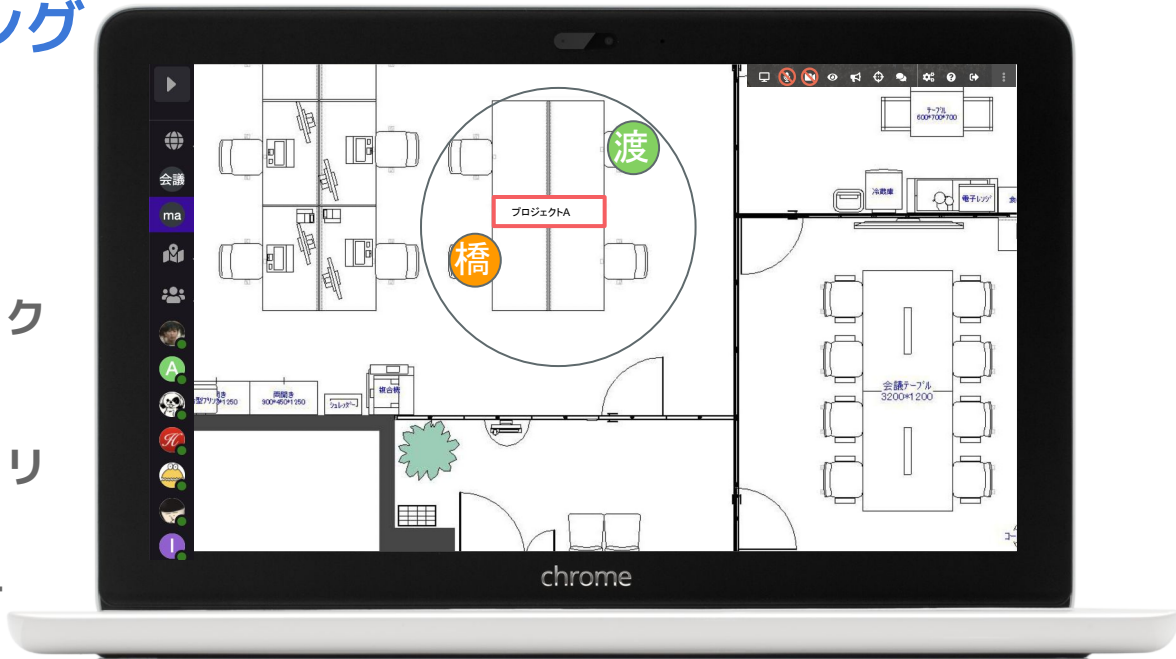 ング
ク
リ
会議
ma
A
I
渡
プロジェクトA
橋
テーブル
600*700*700
冷蔵庫
電子レンジ
会議テーブル
3200*1200
複合機
両開き
900*450*1250
シュレッダー
chrome